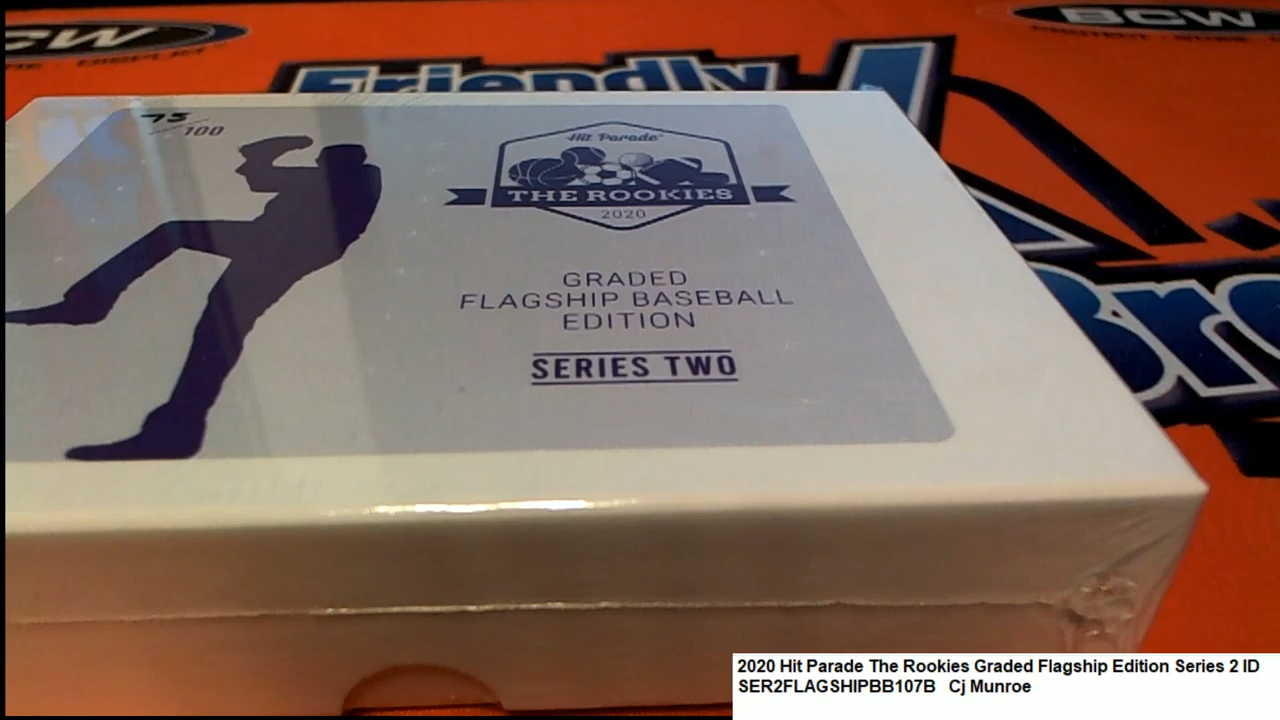 BCW
Friendly
75/100
Hit Parade
THE ROOKIES
2020
GRADED
FLAGSHIP BASEBALL
EDITION
SERIES TWO
2020 Hit Parade The Rookies Graded Flagship Edition Series 2 ID
SER2FLAGSHIPBB107B Cj Munroe